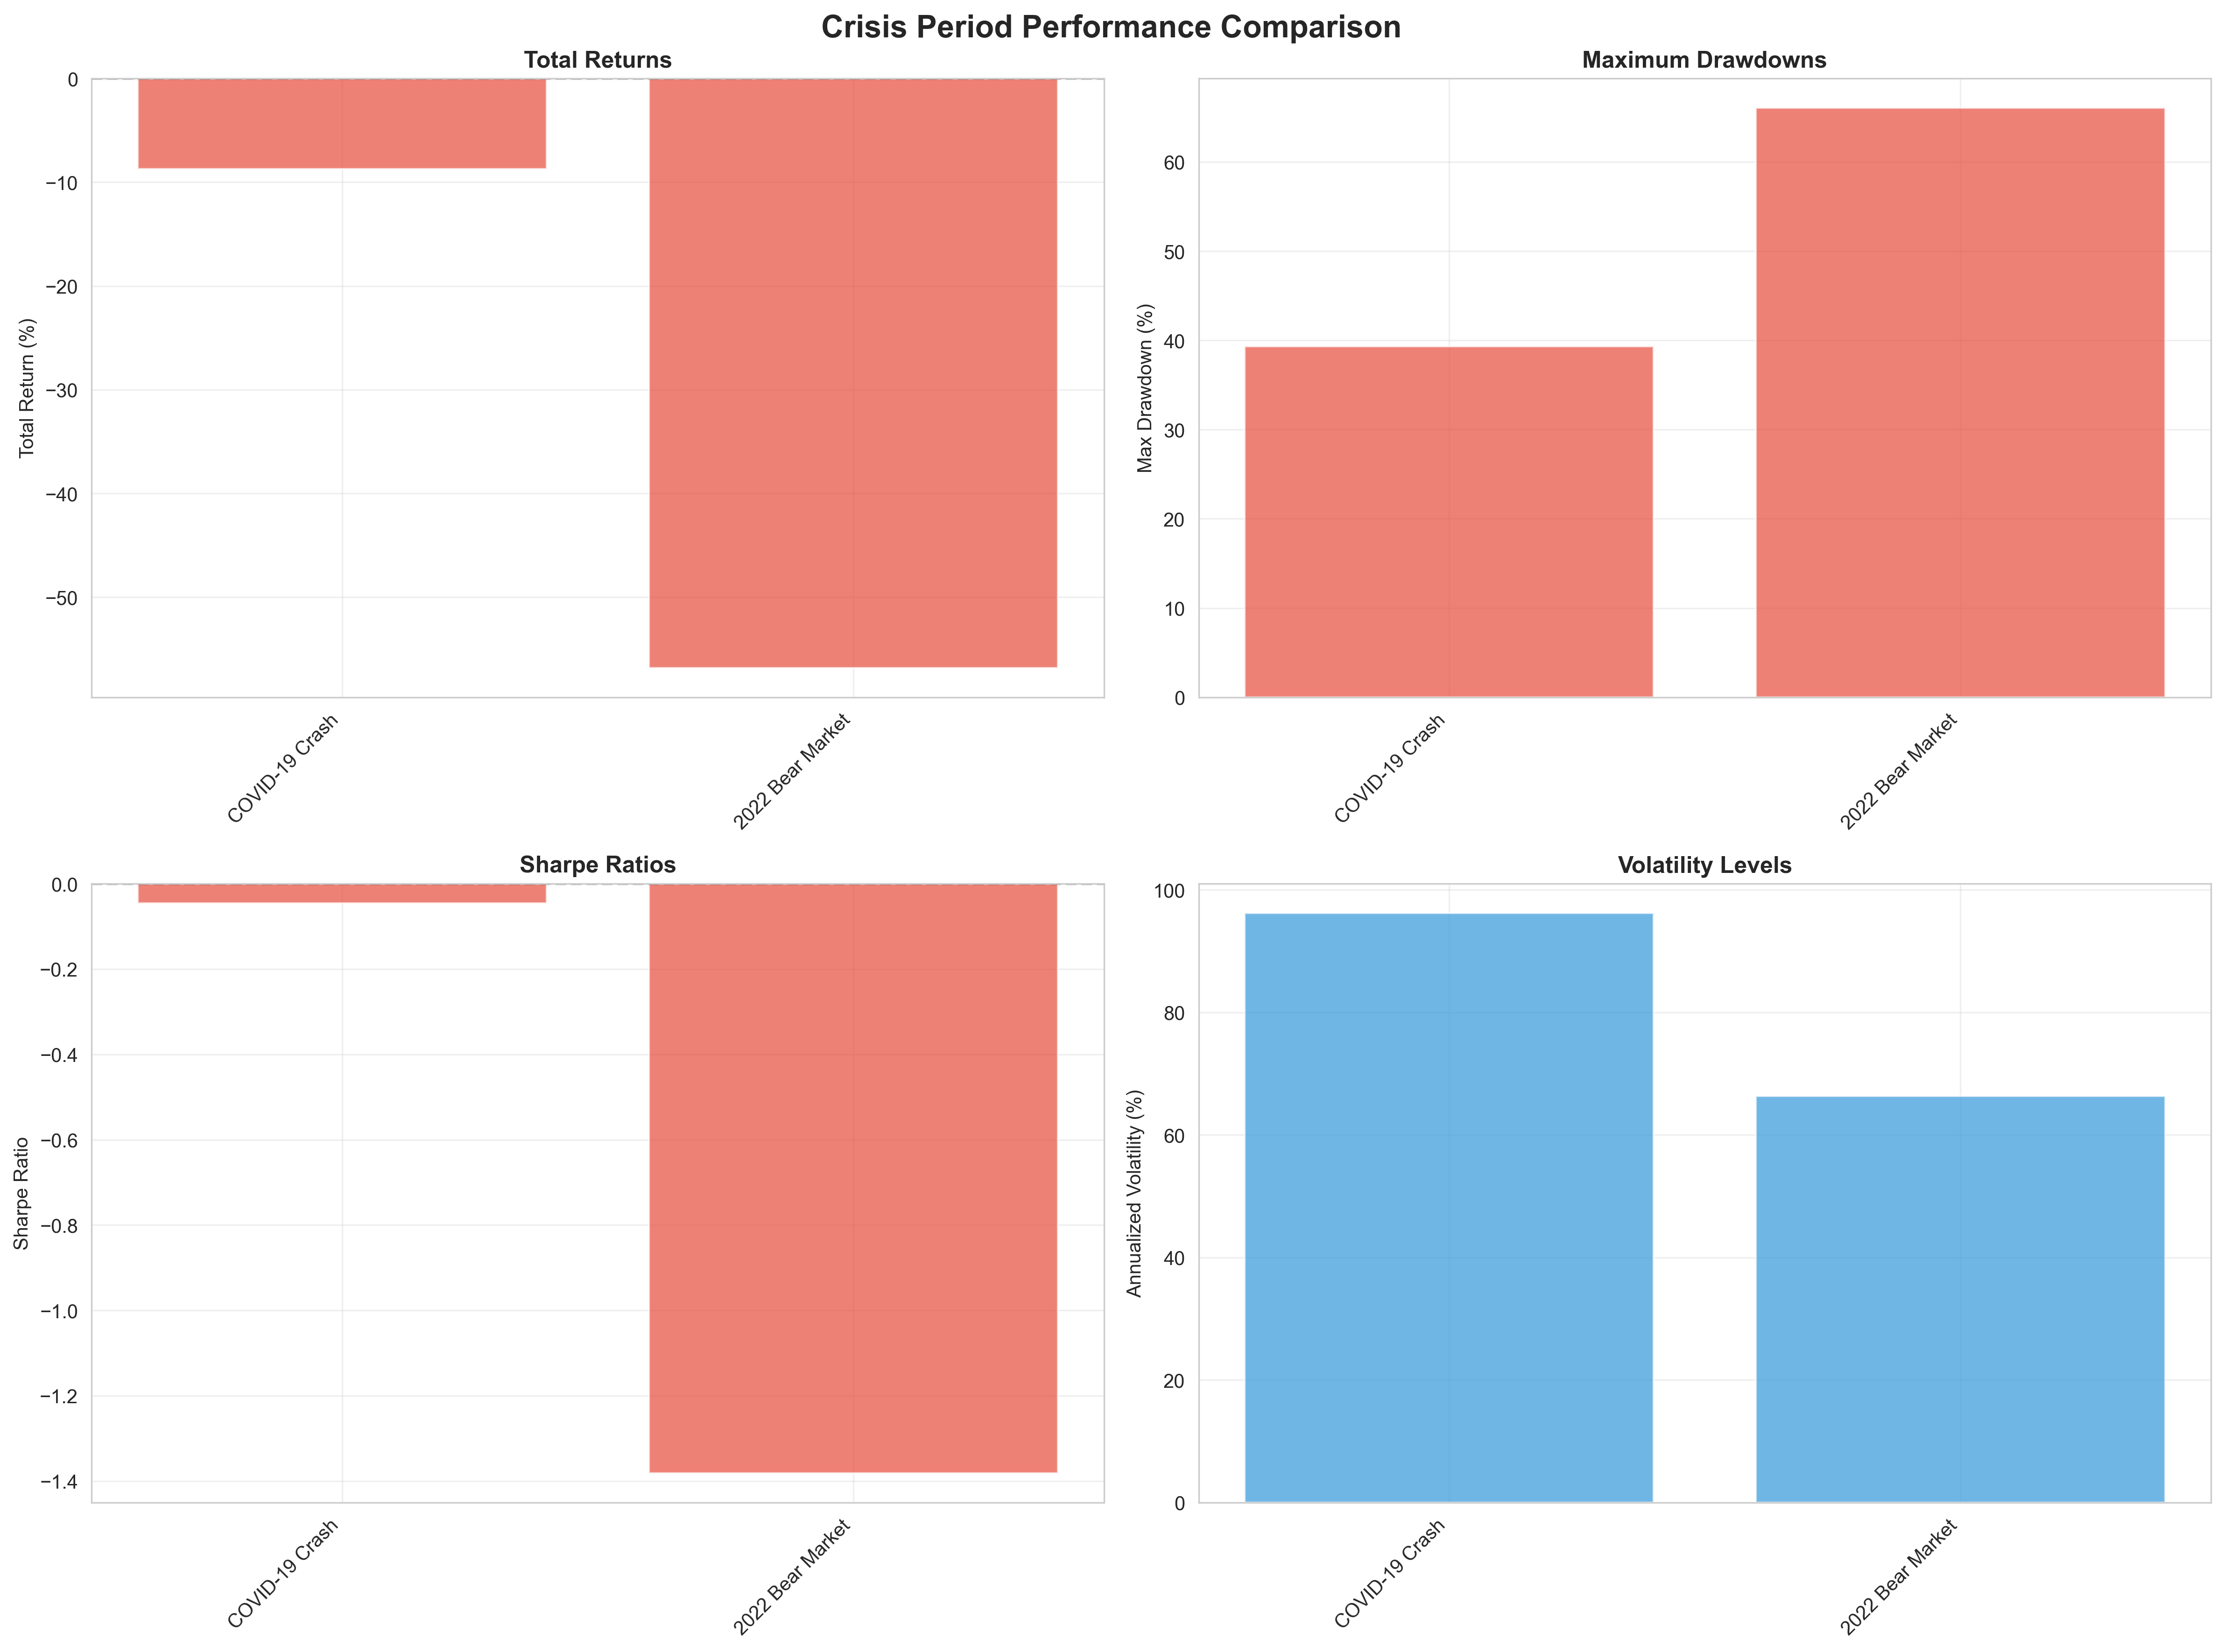 Crisis Period Performance Comparison
Total Returns
0
−10
−20
−30
−40
−50
Total Return (%)
COVID-19 Crash
2022 Bear Market
Maximum Drawdowns
60
50
40
30
20
10
0
Max Drawdown (%)
COVID-19 Crash
2022 Bear Market
Sharpe Ratios
0.0
−0.2
−0.4
−0.6
−0.8
−1.0
−1.2
−1.4
Sharpe Ratio
COVID-19 Crash
2022 Bear Market
Volatility Levels
100
80
60
40
20
0
Annualized Volatility (%)
COVID-19 Crash
2022 Bear Market